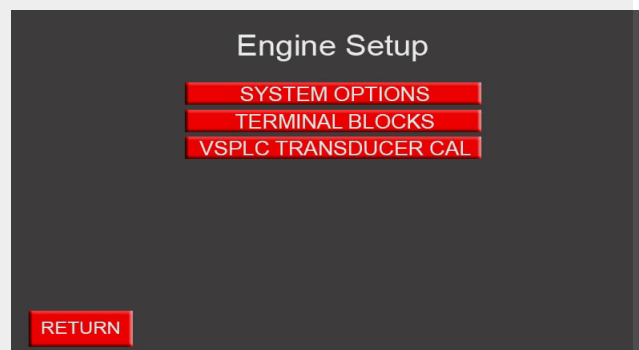 Engine Setup
SYSTEM OPTIONS
TERMINAL BLOCKS
VSPLC TRANSDUCER CAL
RETURN